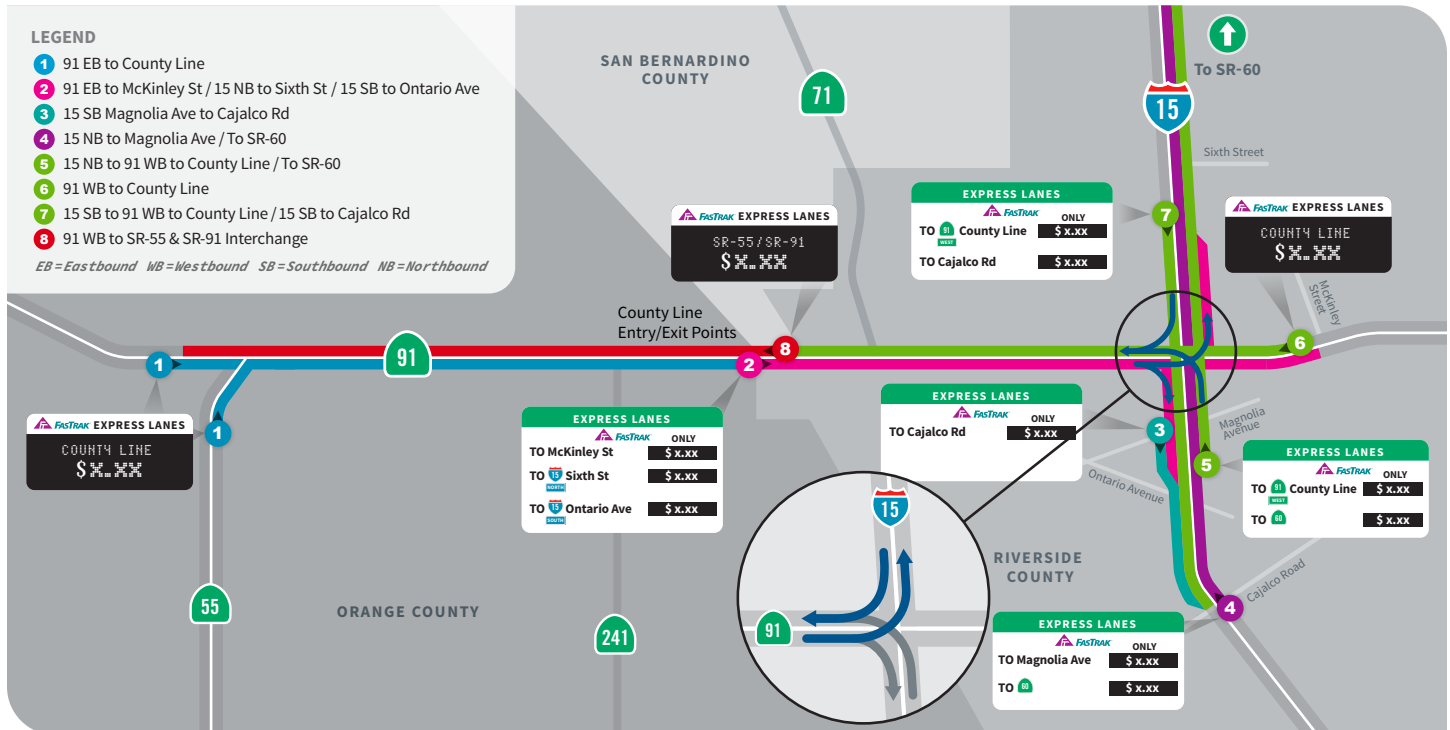 LEGEND
1 91 EB to County Line
2 91 EB to McKinley St / 15 NB to Sixth St / 15 SB to Ontario Ave
3 15 SB Magnolia Ave to Cajalco Rd
4 15 NB to Magnolia Ave / To SR-60
5 15 NB to 91 WB to County Line / To SR-60
6 91 WB to County Line
7 15 SB to 91 WB to County Line / 15 SB to Cajalco Rd
8 91 WB to SR-55 & SR-91 Interchange
EB=Eastbound WB=Westbound SB=Southbound NB=Northbound
SAN BERNARDINO
COUNTY
71
To SR-60
15
Sixth Street
FASTRAK EXPRESS LANES
SR-55/SR-91
$X.XX
EXPRESS LANES
FASTRAK ONLY
TO 91 WEST County Line $ x.xx
TO Cajalco Rd $ x.xx
7
FASTRAK EXPRESS LANES
COUNTY LINE
$X.XX
McKinley
Street
County Line
Entry/Exit Points
91
1
2
8
6
FASTRAK EXPRESS LANES
COUNTY LINE
$X.XX
1
EXPRESS LANES
FASTRAK ONLY
TO McKinley St $ x.xx
TO 15 NORTH Sixth St $ x.xx
TO 15 SOUTH Ontario Ave $ x.xx
EXPRESS LANES
FASTRAK ONLY
TO Cajalco Rd $ x.xx
3
Magnolia
Avenue
Ontario Avenue
5
EXPRESS LANES
FASTRAK ONLY
TO 91 WEST County Line $ x.xx
TO 60 $ x.xx
15
91
RIVERSIDE
COUNTY
Cajalco Road
4
55
ORANGE COUNTY
241
EXPRESS LANES
FASTRAK ONLY
TO Magnolia Ave $ x.xx
TO 60 $ x.xx